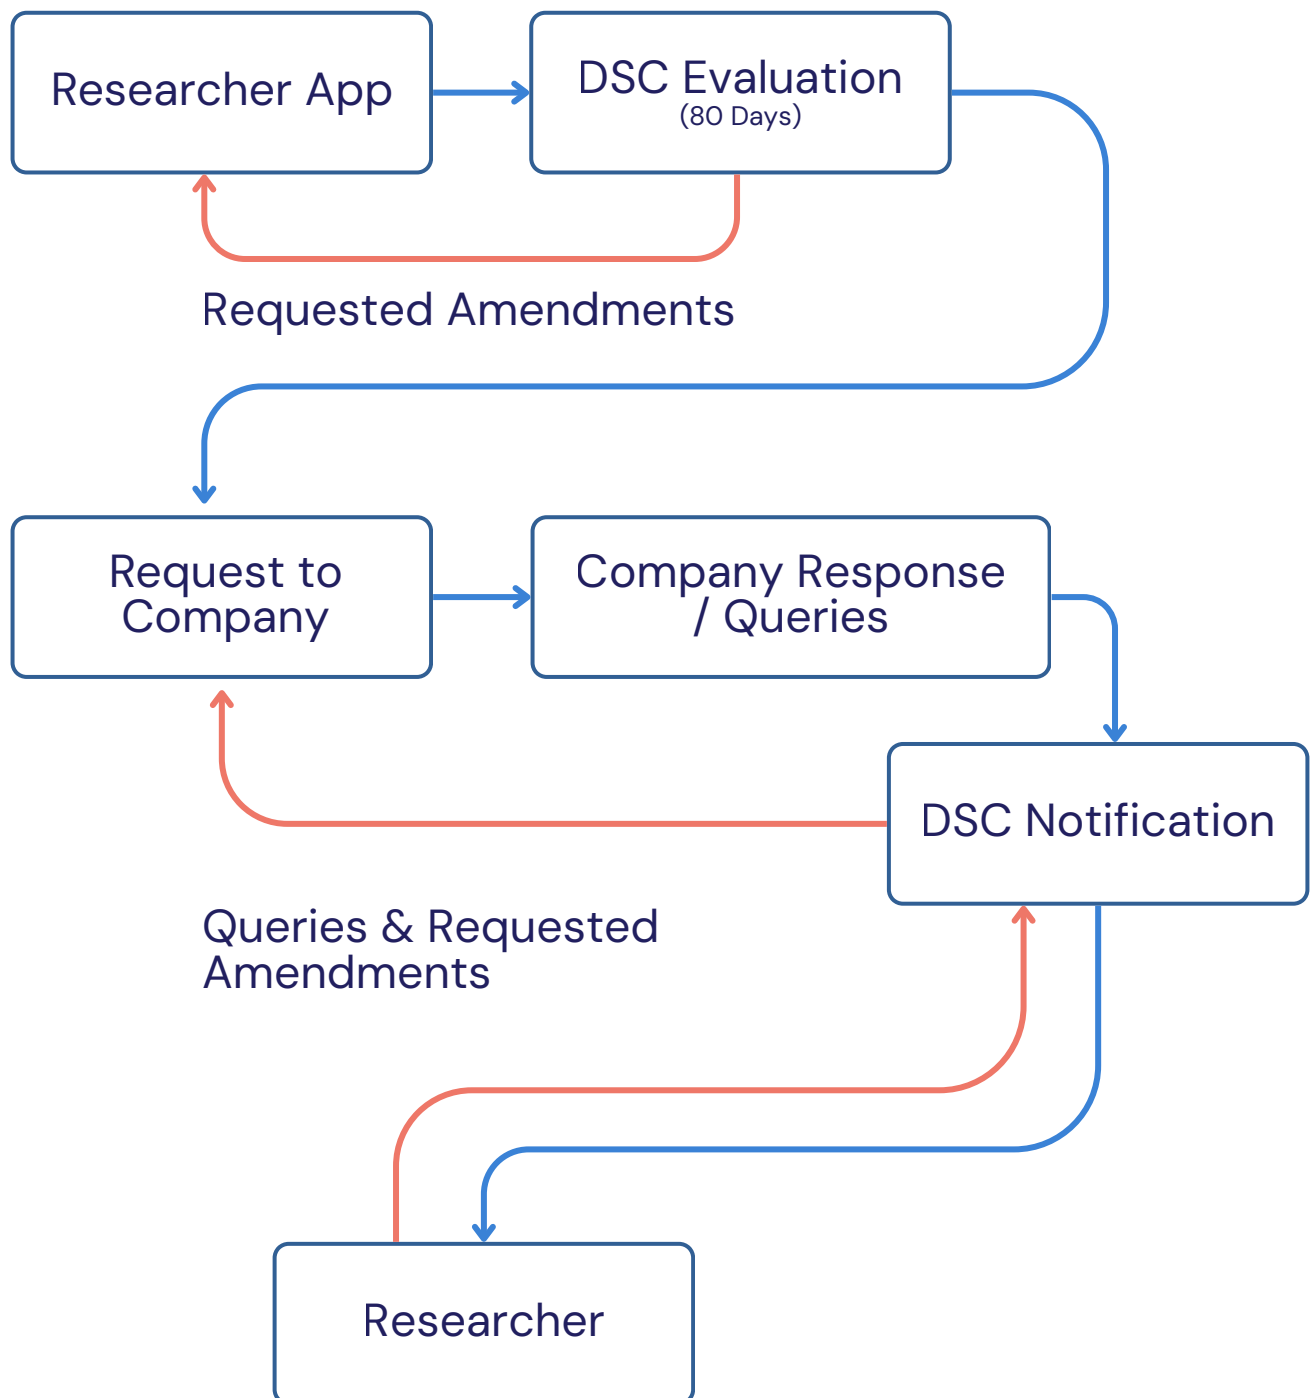 Researcher App
DSC Evaluation
(80 Days)
Requested Amendments
Request to
Company
Company Response
/ Queries
DSC Notification
Queries & Requested
Amendments
Researcher